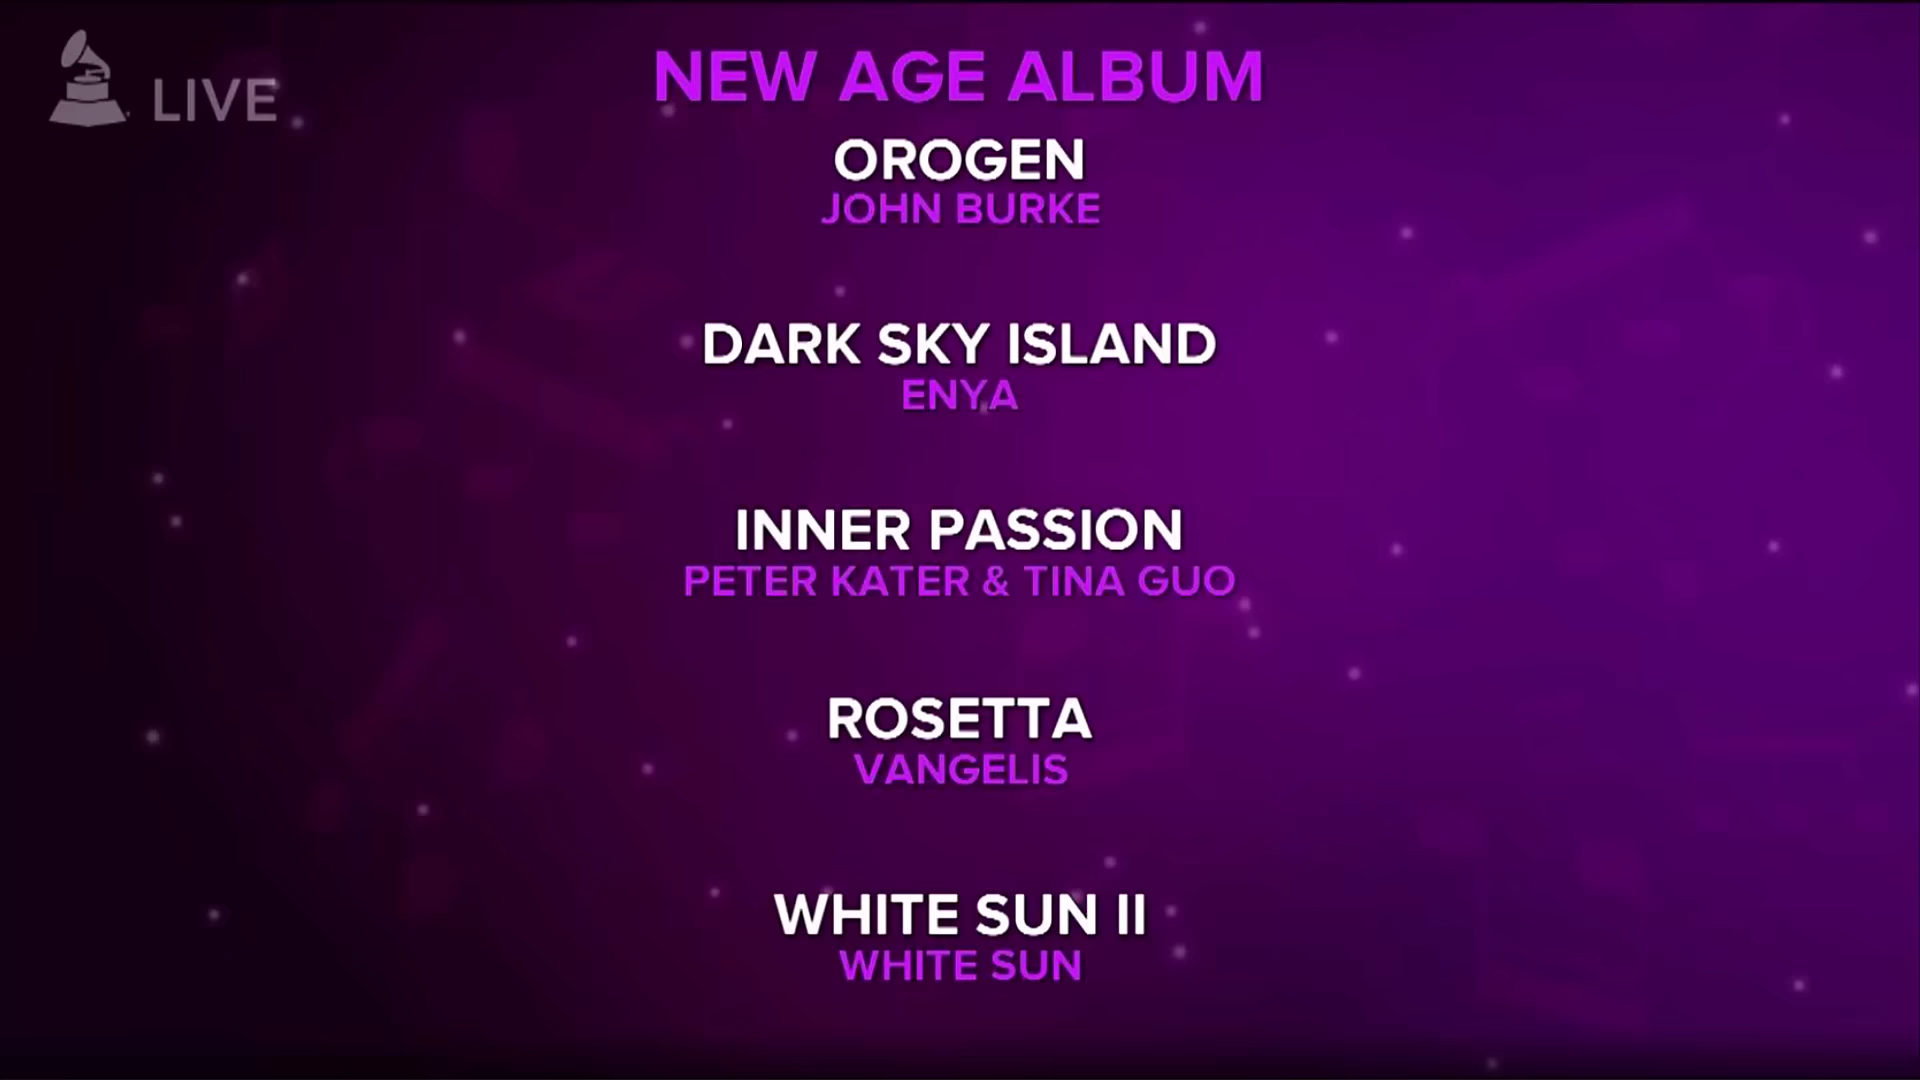 LIVE
NEW AGE ALBUM
OROGEN
JOHN BURKE
DARK SKY ISLAND
ENYA
INNER PASSION
PETER KATER & TINA GUO
ROSETTA
VANGELIS
WHITE SUN II
WHITE SUN